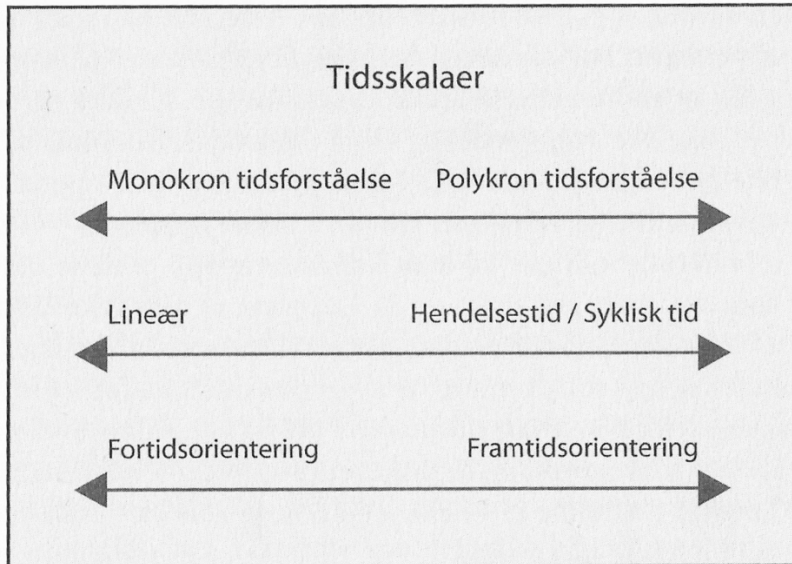 Tidsskalaer
Monokron tidsforståelse Polykron tidsforståelse
Lineær Hendelsestid / Syklisk tid
Fortidsorientering Framtidsorientering